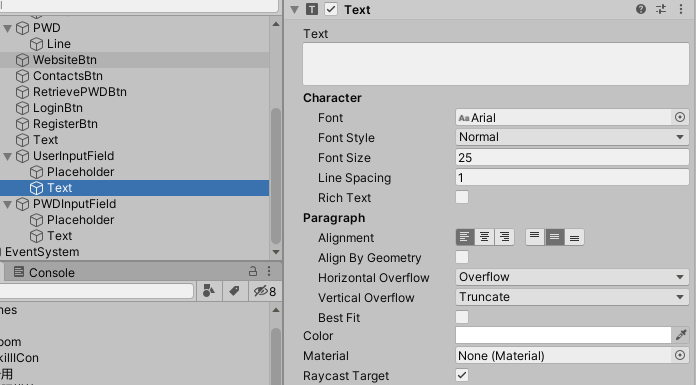 PWD
Line
WebsiteBtn
ContactsBtn
RetrievePWDBtn
LoginBtn
RegisterBtn
Text
UserInputField
Placeholder
Text
PWDInputField
Placeholder
Text
EventSystem
Console
8
nes
oom
killlCon
用
Text
Text
Character
Font Aa Arial
Font Style Normal
Font Size 25
Line Spacing 1
Rich Text
Paragraph
Alignment
Align By Geometry
Horizontal Overflow Overflow
Vertical Overflow Truncate
Best Fit
Color
Material None (Material)
Raycast Target